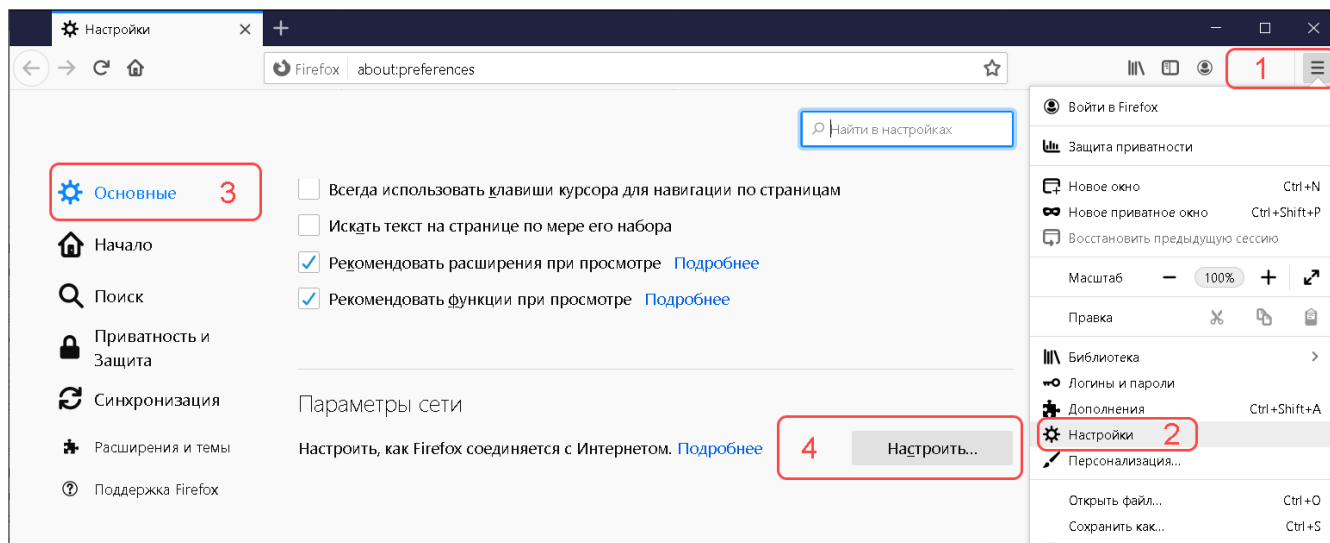 Настройки
Firefox about:preferences
1
Найти в настройках
3
Основные
Начало
Поиск
Приватность и
Защита
Синхронизация
Расширения и темы
Поддержка Firefox
Всегда использовать клавиши курсора для навигации по страницам
Искать текст на странице по мере его набора
Рекомендовать расширения при просмотре Подробнее
Рекомендовать функции при просмотре Подробнее
Параметры сети
Настроить, как Firefox соединяется с Интернетом. Подробнее
4
Настроить...
Войти в Firefox
Защита приватности
Новое окно Ctrl+N
Новое приватное окно Ctrl+Shift+P
Восстановить предыдущую сессию
Масштаб 100%
Правка
Библиотека
Логины и пароли
Дополнения Ctrl+Shift+A
Настройки 2
Персонализация...
Открыть файл... Ctrl+O
Сохранить как... Ctrl+S